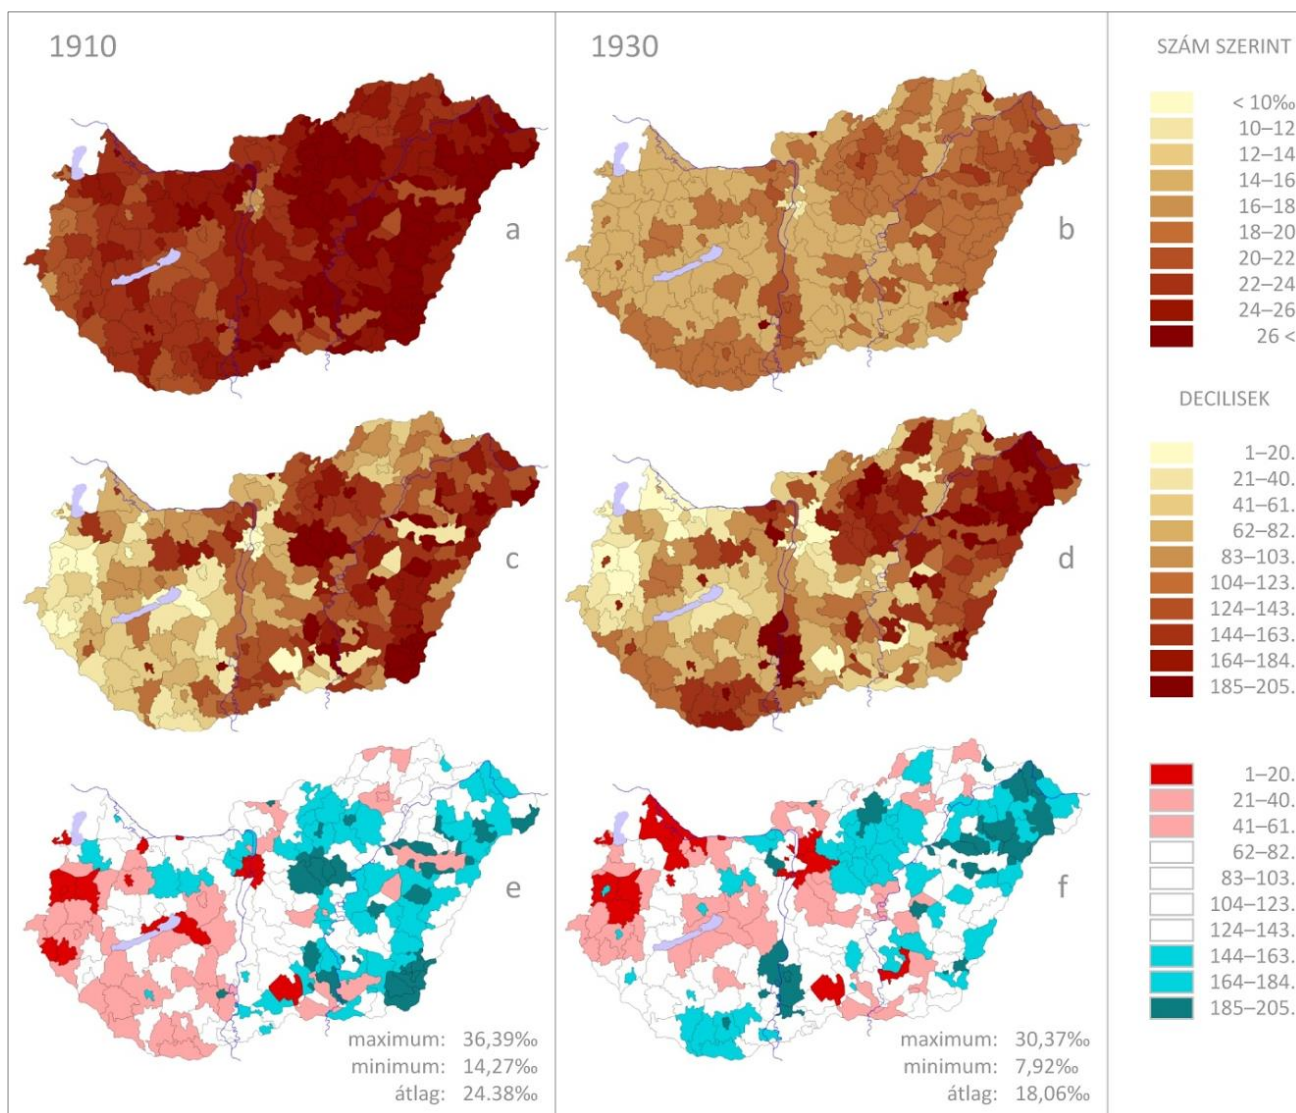 1910
1930
SZÁM SZERINT
< 10‰
10–12
12–14
14–16
16–18
18–20
20–22
22–24
24–26
26 <
a
b
DECILISEK
1–20.
21–40.
41–61.
62–82.
83–103.
104–123.
124–143.
144–163.
164–184.
185–205.
c
d
1–20.
21–40.
41–61.
62–82.
83–103.
104–123.
124–143.
144–163.
164–184.
185–205.
e
f
maximum: 36,39‰
minimum: 14,27‰
átlag: 24.38‰
maximum: 30,37‰
minimum: 7,92‰
átlag: 18,06‰